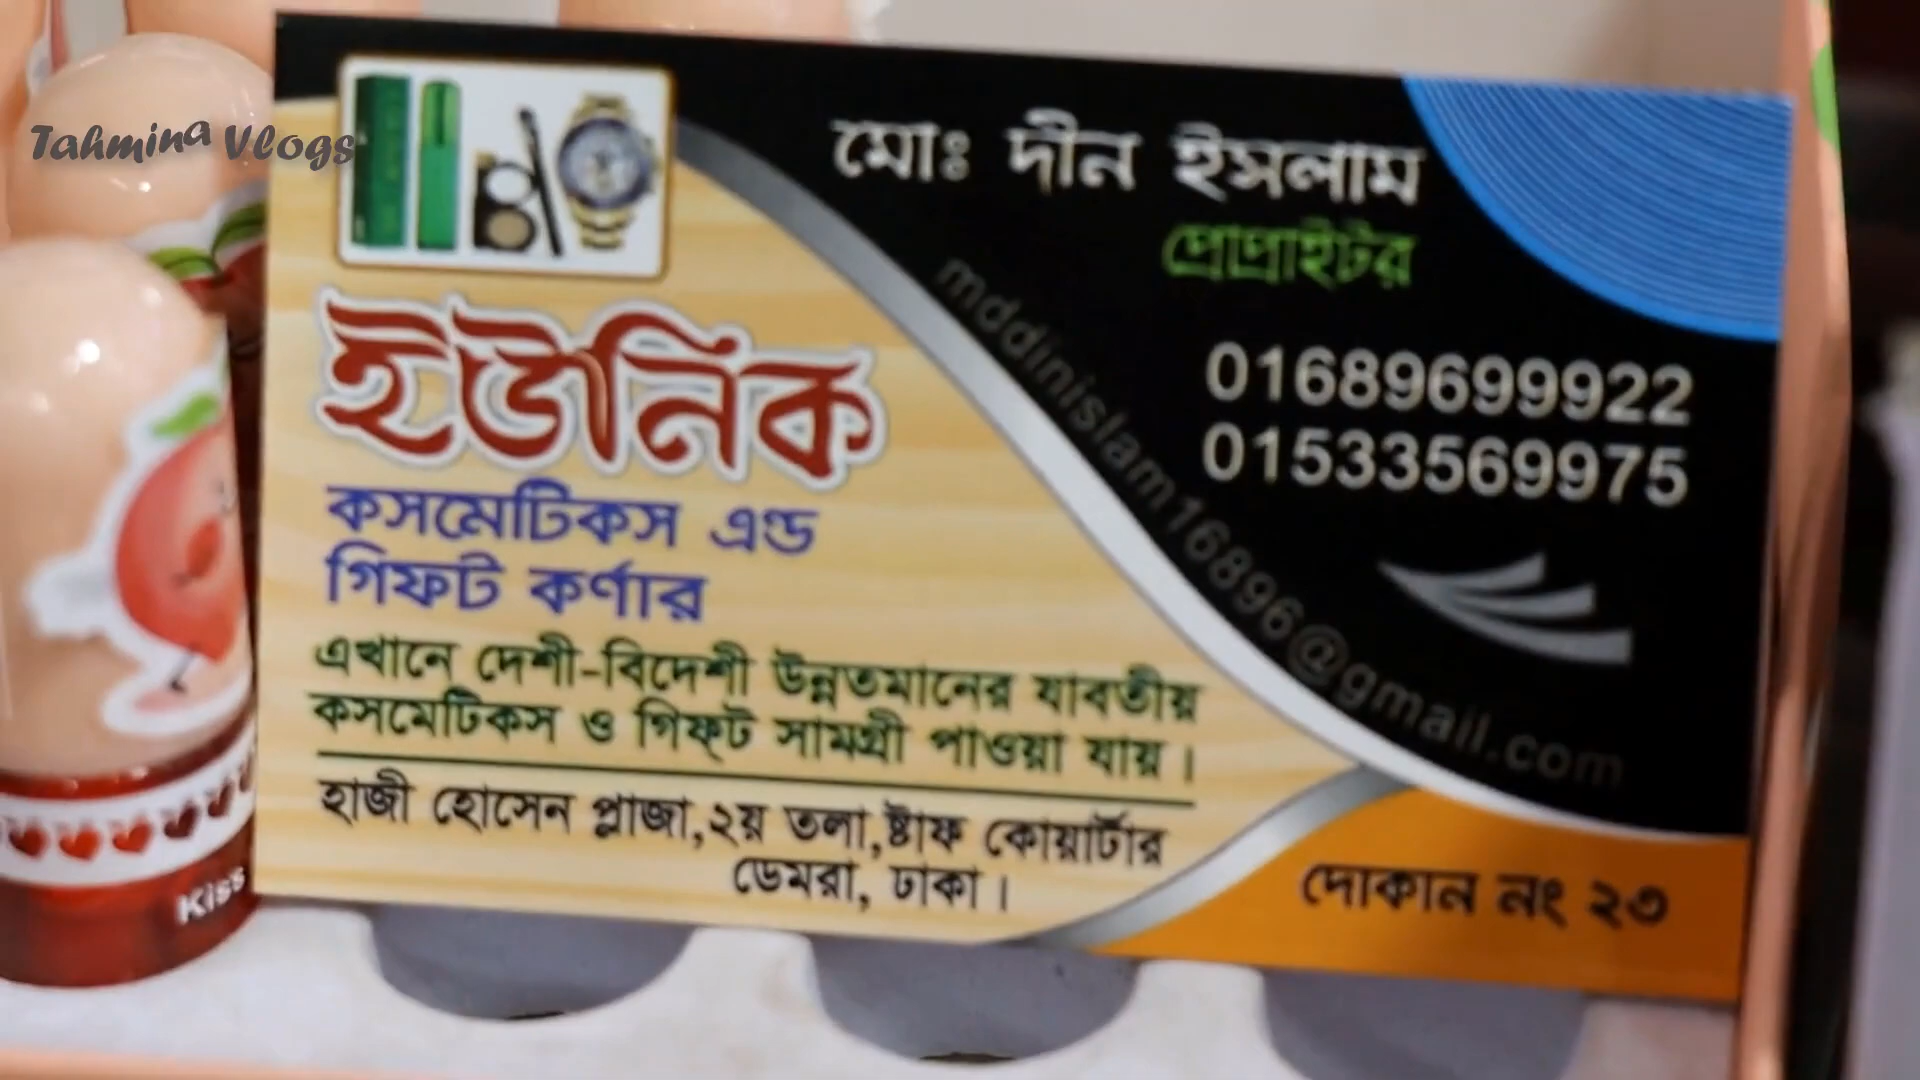 Tahmina Vlogs
মোঃ দীন ইসলাম
প্রোপ্রাইটর
01689699922
01533569975
mddinislam16896@gmail.com
ইউনিক
কসমেটিকস এন্ড
গিফট কর্ণার
এখানে দেশী-বিদেশী উন্নতমানের যাবতীয়
কসমেটিকস ও গিফ্ট সামগ্রী পাওয়া যায়।
হাজী হোসেন প্লাজা,২য় তলা,ষ্টাফ কোয়ার্টার
ডেমরা, ঢাকা।
দোকান নং ২৩
Kiss